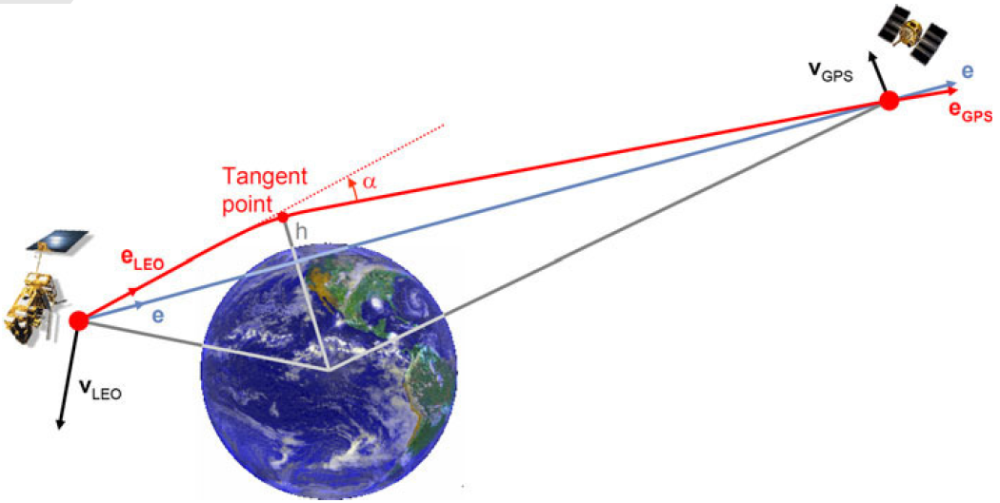 v_GPS
e
e_GPS
Tangent
point
α
h
e_LEO
e
v_LEO